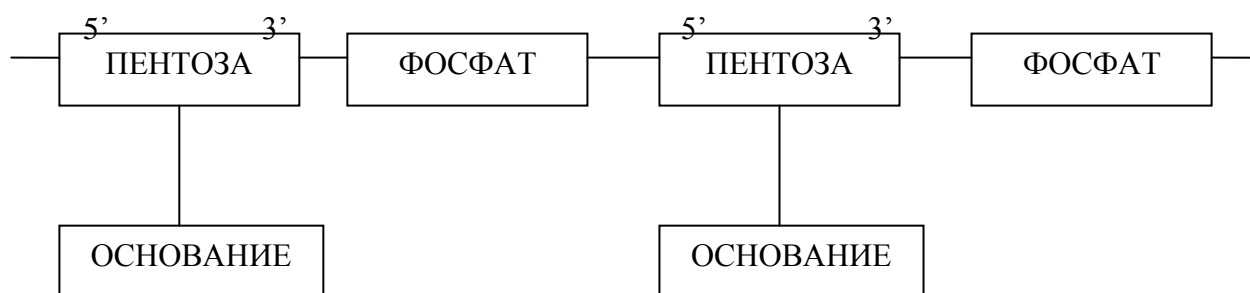 5’ 3’ 5’ 3’
ПЕНТОЗА ФОСФАТ ПЕНТОЗА ФОСФАТ
ОСНОВАНИЕ ОСНОВАНИЕ